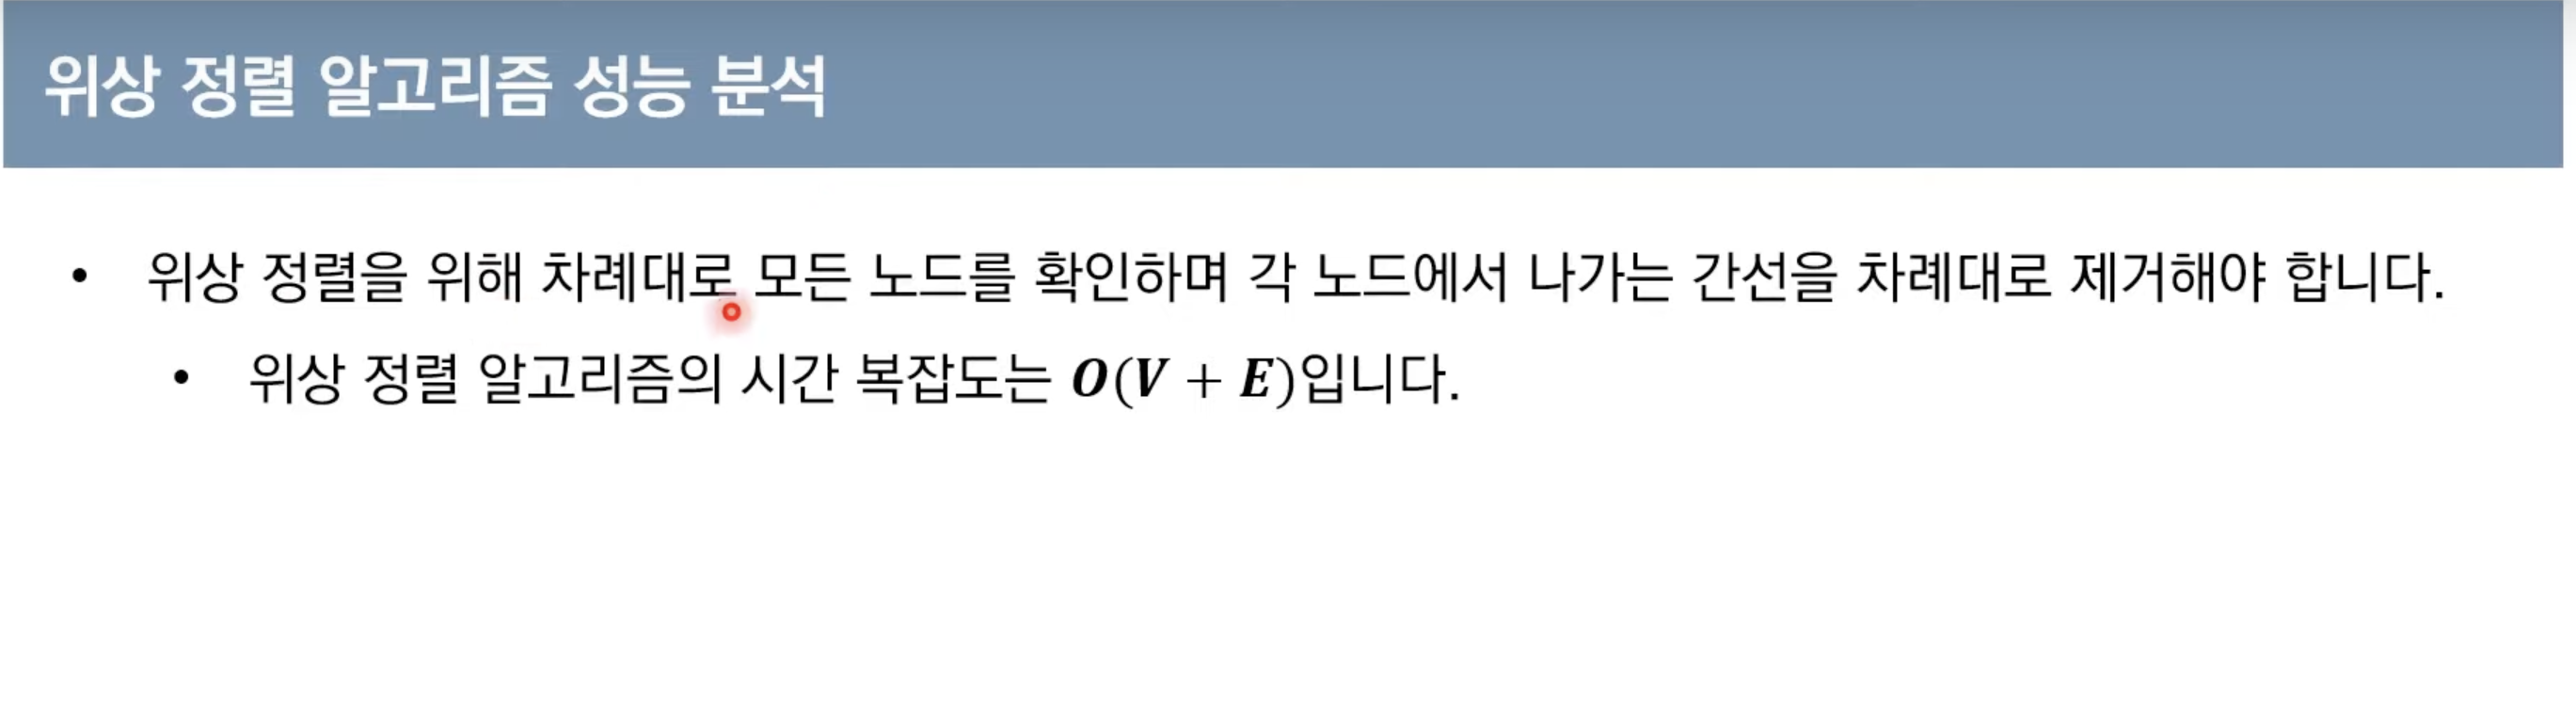 위상 정렬 알고리즘 성능 분석
• 위상 정렬을 위해 차례대로 모든 노드를 확인하며 각 노드에서 나가는 간선을 차례대로 제거해야 합니다.
• 위상 정렬 알고리즘의 시간 복잡도는 O(V + E)입니다.